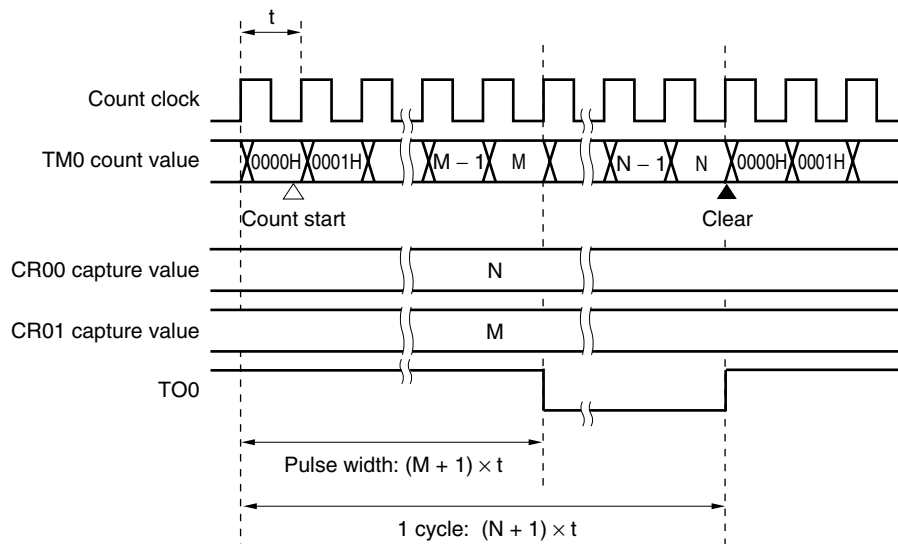 t
Count clock
TM0 count value 0000H 0001H M – 1 M N – 1 N 0000H 0001H
Count start Clear
CR00 capture value N
CR01 capture value M
TO0
Pulse width: (M + 1) × t
1 cycle: (N + 1) × t